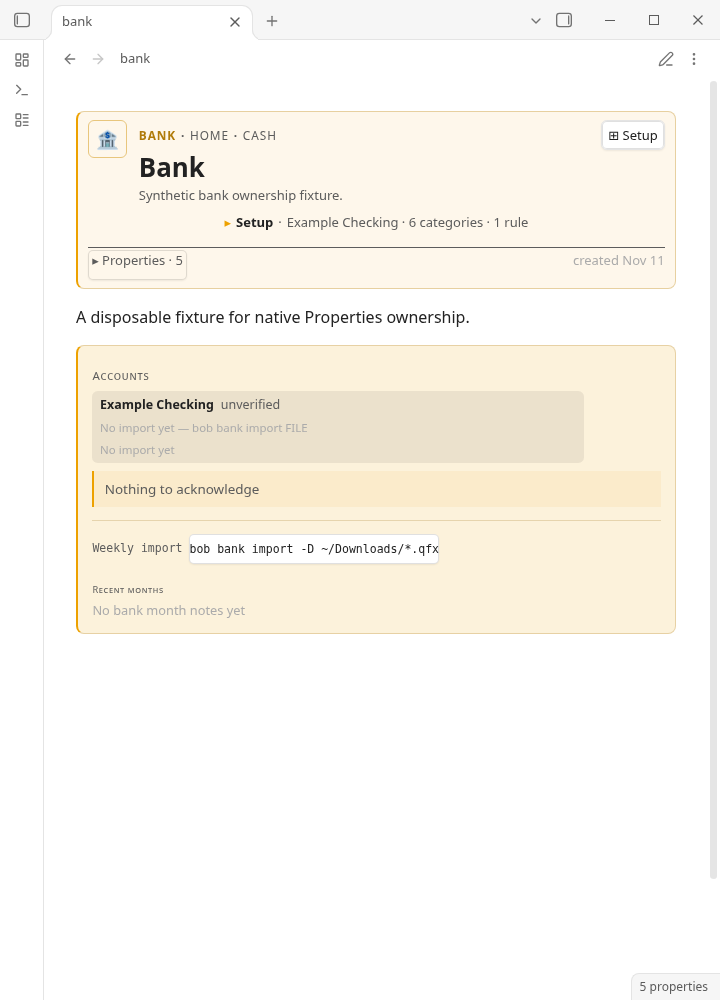 bank
bank
BANK · HOME · CASH
⊞ Setup
Bank
Synthetic bank ownership fixture.
▸ Setup · Example Checking · 6 categories · 1 rule
▸ Properties · 5
created Nov 11
A disposable fixture for native Properties ownership.
Accounts
Example Checking unverified
No import yet — bob bank import FILE
No import yet
Nothing to acknowledge
Weekly import bob bank import -D ~/Downloads/*.qfx
Recent months
No bank month notes yet
5 properties